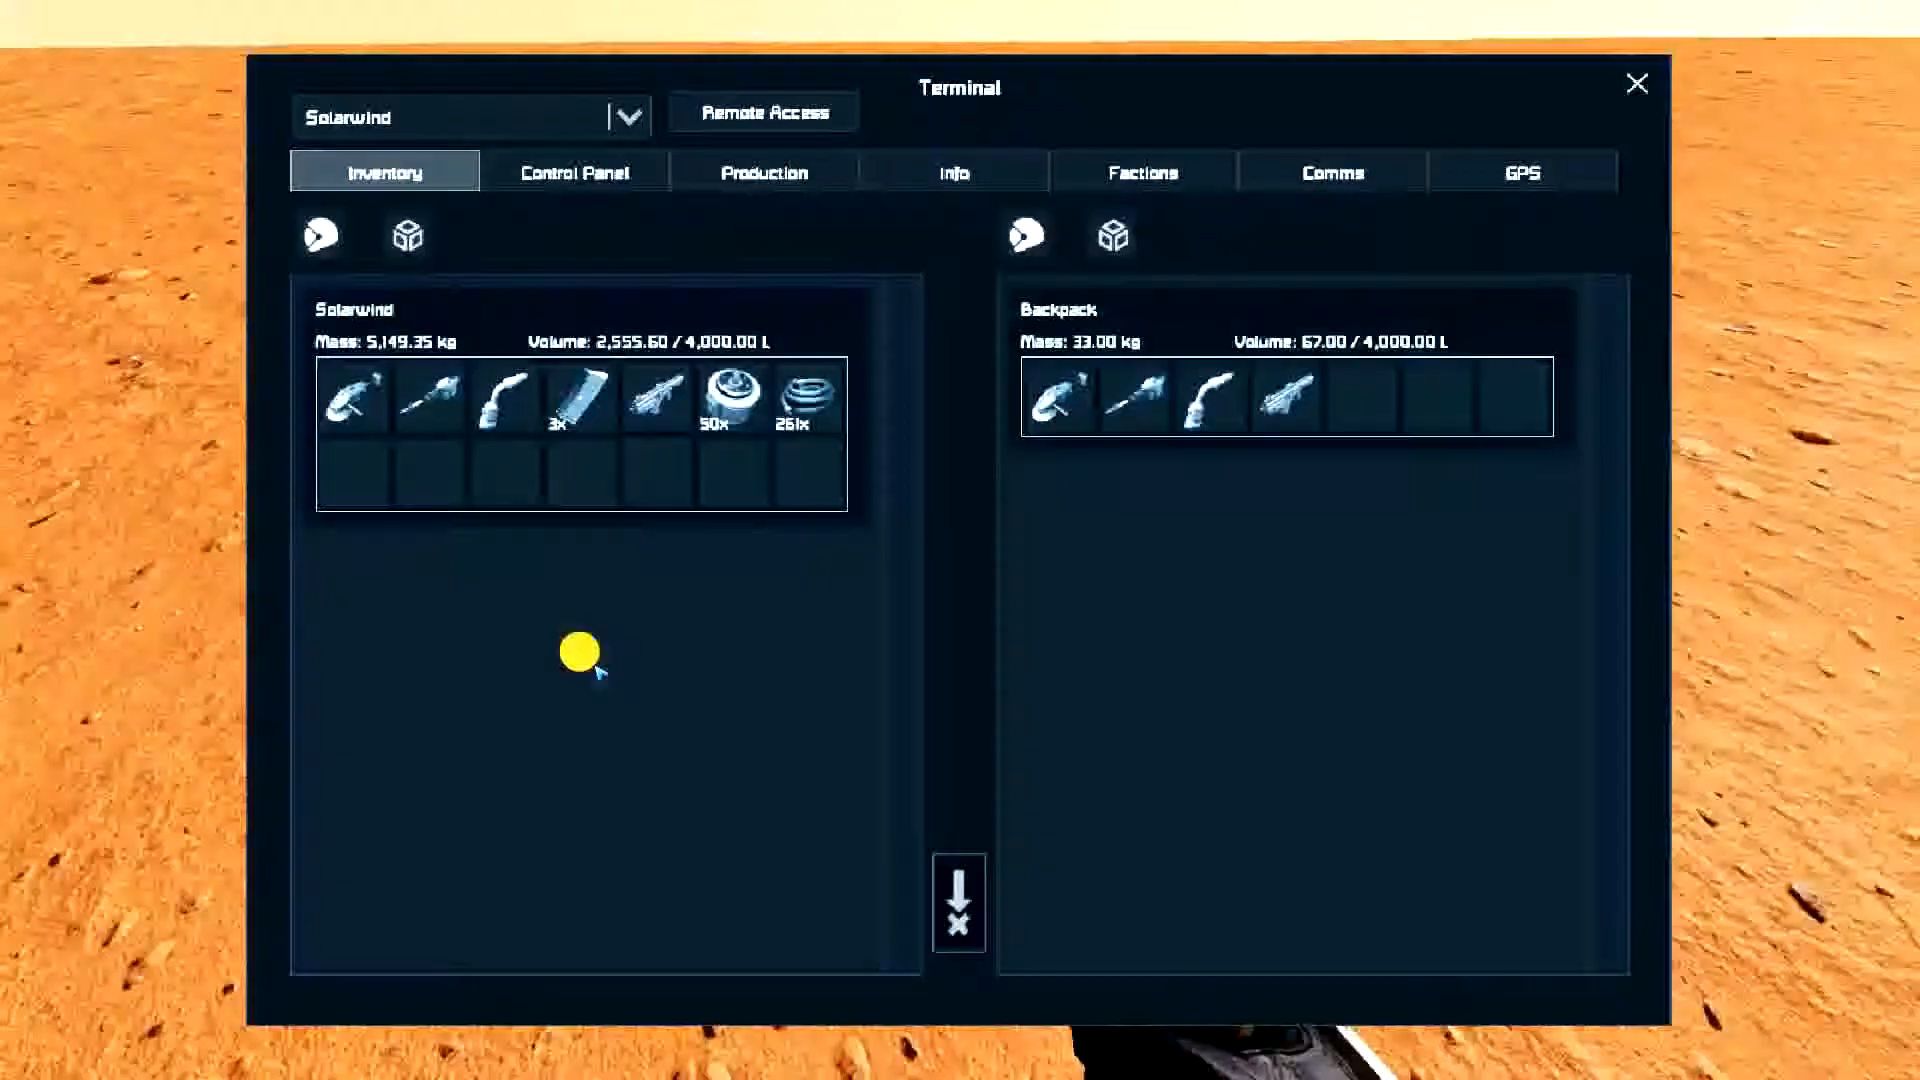 Terminal
Solarwind
Remote Access
Inventory
Control Panel
Production
Info
Factions
Comms
GPS
Solarwind
Mass: 5,149.35 kg
Volume: 2,555.60 / 4,000.00 L
3x
50x
261x
Backpack
Mass: 33.00 kg
Volume: 67.00 / 4,000.00 L